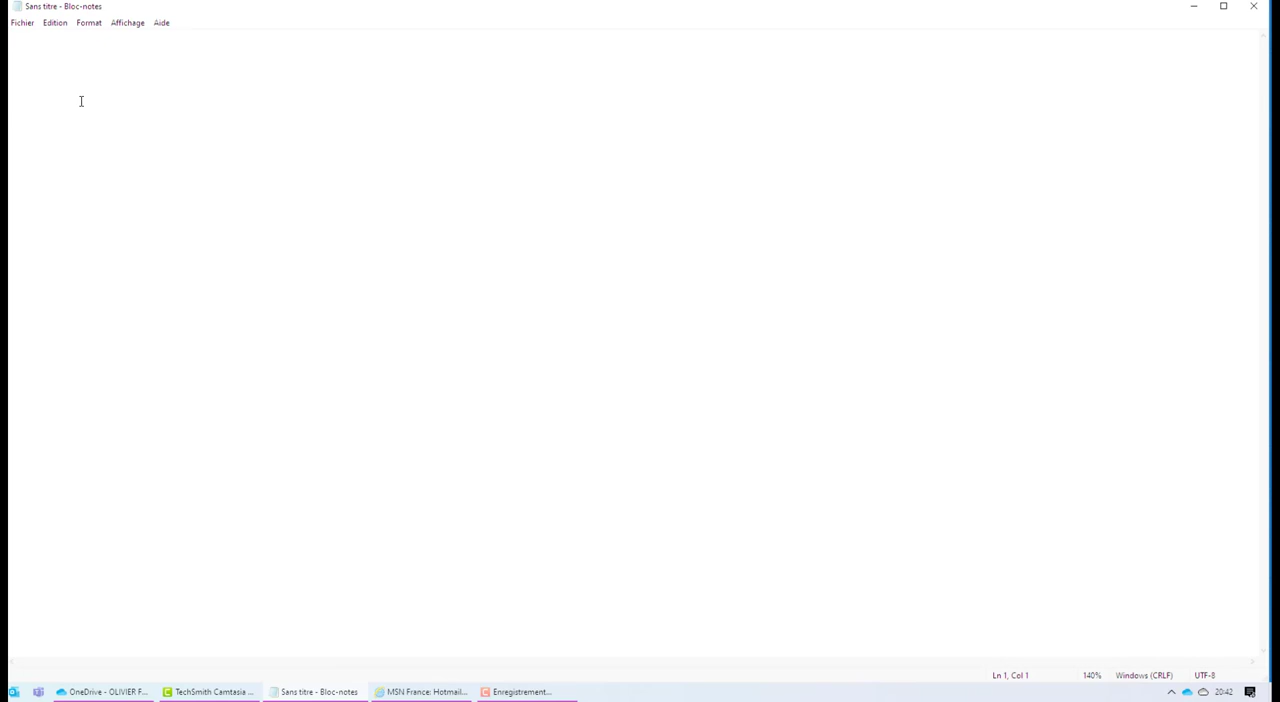 Sans titre - Bloc-notes
Fichier Edition Format Affichage Aide
Ln 1, Col 1 140% Windows (CRLF) UTF-8
OneDrive - OLIVIER F... TechSmith Camtasia ... Sans titre - Bloc-notes MSN France: Hotmail... Enregistrement... 20:42